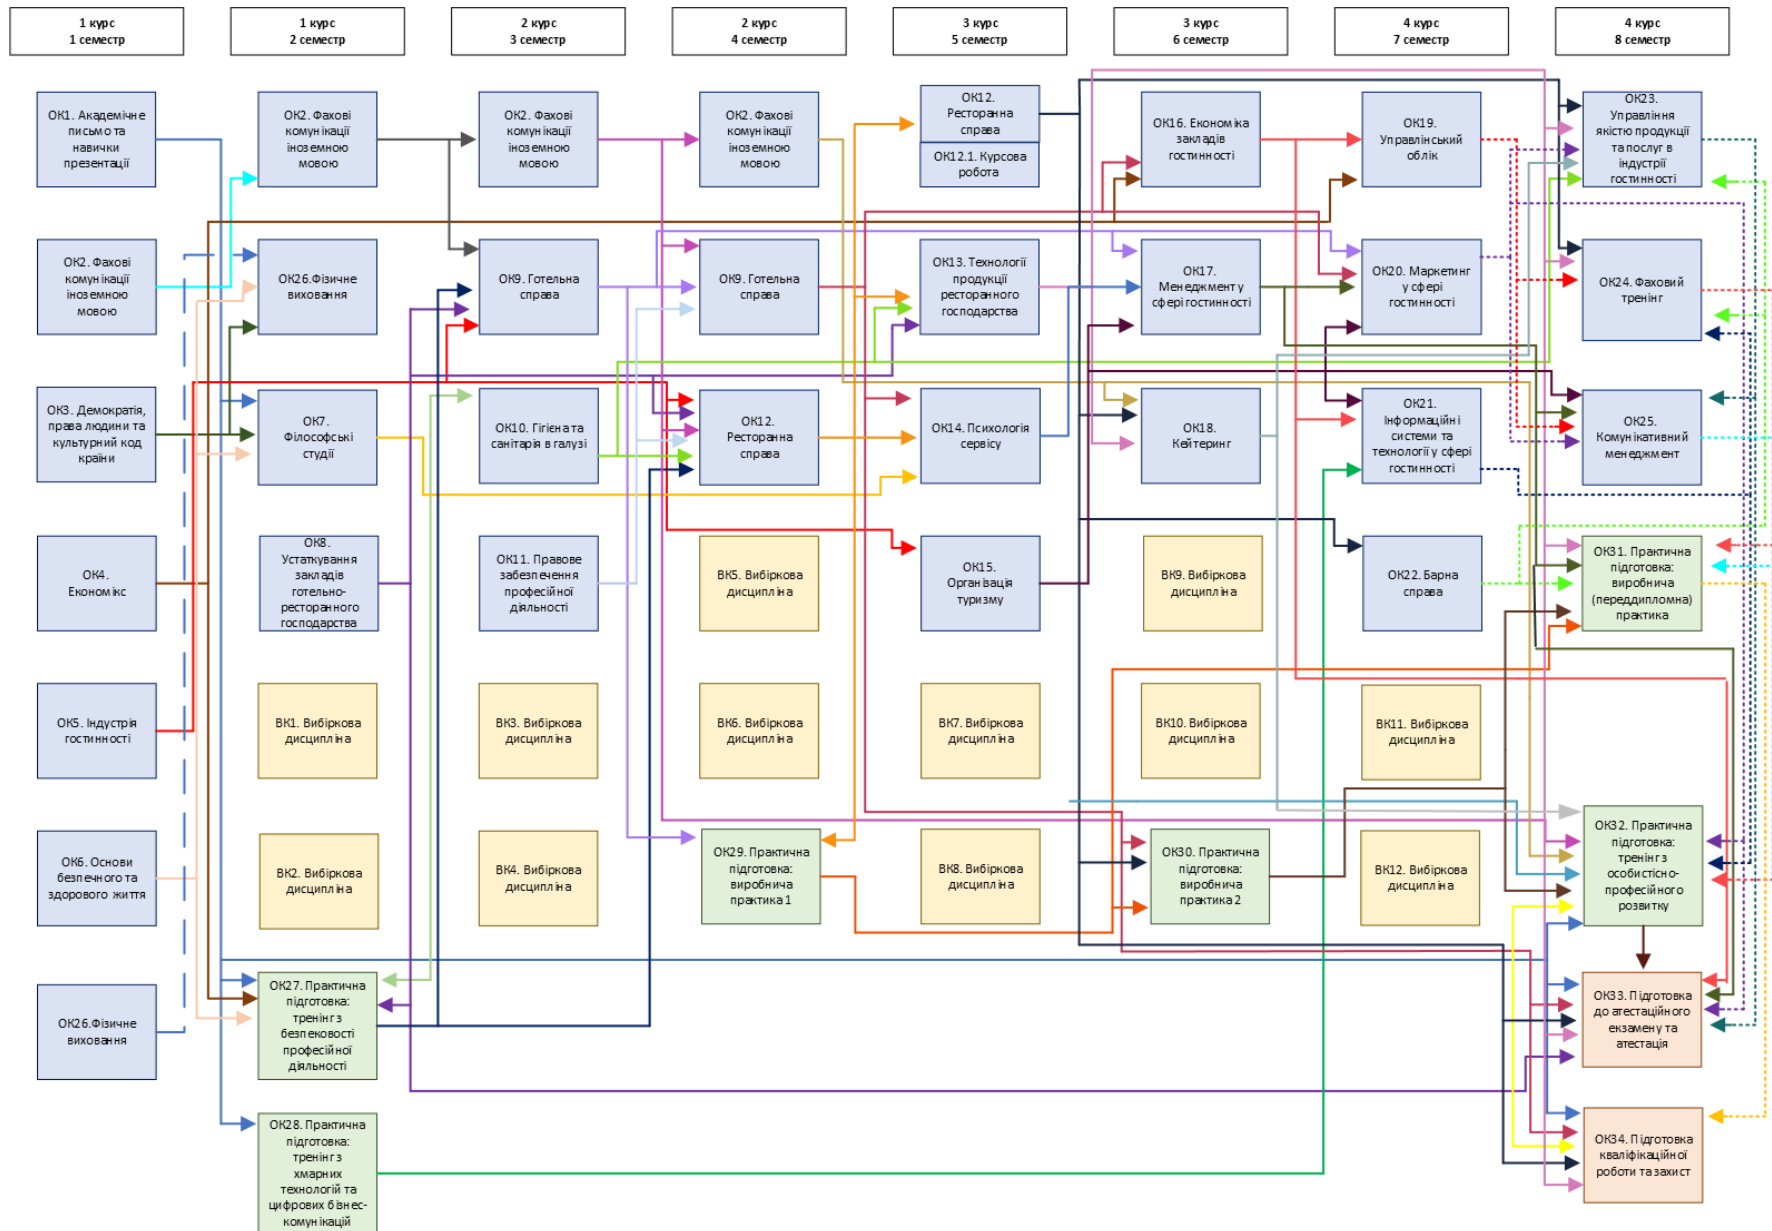 1 курс
1 семестр
1 курс
2 семестр
2 курс
3 семестр
2 курс
4 семестр
3 курс
5 семестр
3 курс
6 семестр
4 курс
7 семестр
4 курс
8 семестр
ОК1. Академічне
письмо та
навички
презентації
ОК2. Фахові
комунікації
іноземною
мовою
ОК2. Фахові
комунікації
іноземною
мовою
ОК2. Фахові
комунікації
іноземною
мовою
ОК12.
Ресторанна
справа
ОК12.1. Курсова
робота
ОК16. Економіка
закладів
гостинності
ОК19.
Управлінський
облік
ОК23.
Управління
якістю продукції
та послуг в
індустрії
гостинності
ОК2. Фахові
комунікації
іноземною
мовою
ОК26.Фізичне
виховання
ОК9. Готельна
справа
ОК9. Готельна
справа
ОК13. Технології
продукції
ресторанного
господарства
ОК17.
Менеджмент у
сфері гостинності
ОК20. Маркетинг
у сфері
гостинності
ОК24. Фаховий
тренінг
ОК3. Демократія,
права людини та
культурний код
країни
ОК7.
Філософські
студії
ОК10. Гігієна та
санітарія в галузі
ОК12.
Ресторанна
справа
ОК14. Психологія
сервісу
ОК18.
Кейтеринг
ОК21.
Інформаційні
системи та
технології у сфері
гостинності
ОК25.
Комунікативний
менеджмент
ОК4.
Економікс
ОК8.
Устаткування
закладів
готельно-
ресторанного
господарства
ОК11. Правове
забезпечення
професійної
діяльності
ВК5. Вибіркова
дисципліна
ОК15.
Організація
туризму
ВК9. Вибіркова
дисципліна
ОК22. Барна
справа
ОК31. Практична
підготовка:
виробнича
(переддипломна)
практика
ОК5. Індустрія
гостинності
ВК1. Вибіркова
дисципліна
ВК3. Вибіркова
дисципліна
ВК6. Вибіркова
дисципліна
ВК7. Вибіркова
дисципліна
ВК10. Вибіркова
дисципліна
ВК11. Вибіркова
дисципліна
ОК6. Основи
безпечного та
здорового життя
ВК2. Вибіркова
дисципліна
ВК4. Вибіркова
дисципліна
ОК29. Практична
підготовка:
виробнича
практика 1
ВК8. Вибіркова
дисципліна
ОК30. Практична
підготовка:
виробнича
практика 2
ВК12. Вибіркова
дисципліна
ОК32. Практична
підготовка:
тренінг з
особистісно-
професійного
розвитку
ОК26.Фізичне
виховання
ОК27. Практична
підготовка:
тренінг з
безпековості
професійної
діяльності
ОК33. Підготовка
до атестаційного
екзамену та
атестація
ОК28. Практична
підготовка:
тренінг з
хмарних
технологій та
цифрових бізнес-
комунікацій
ОК34. Підготовка
кваліфікаційної
роботи та захист